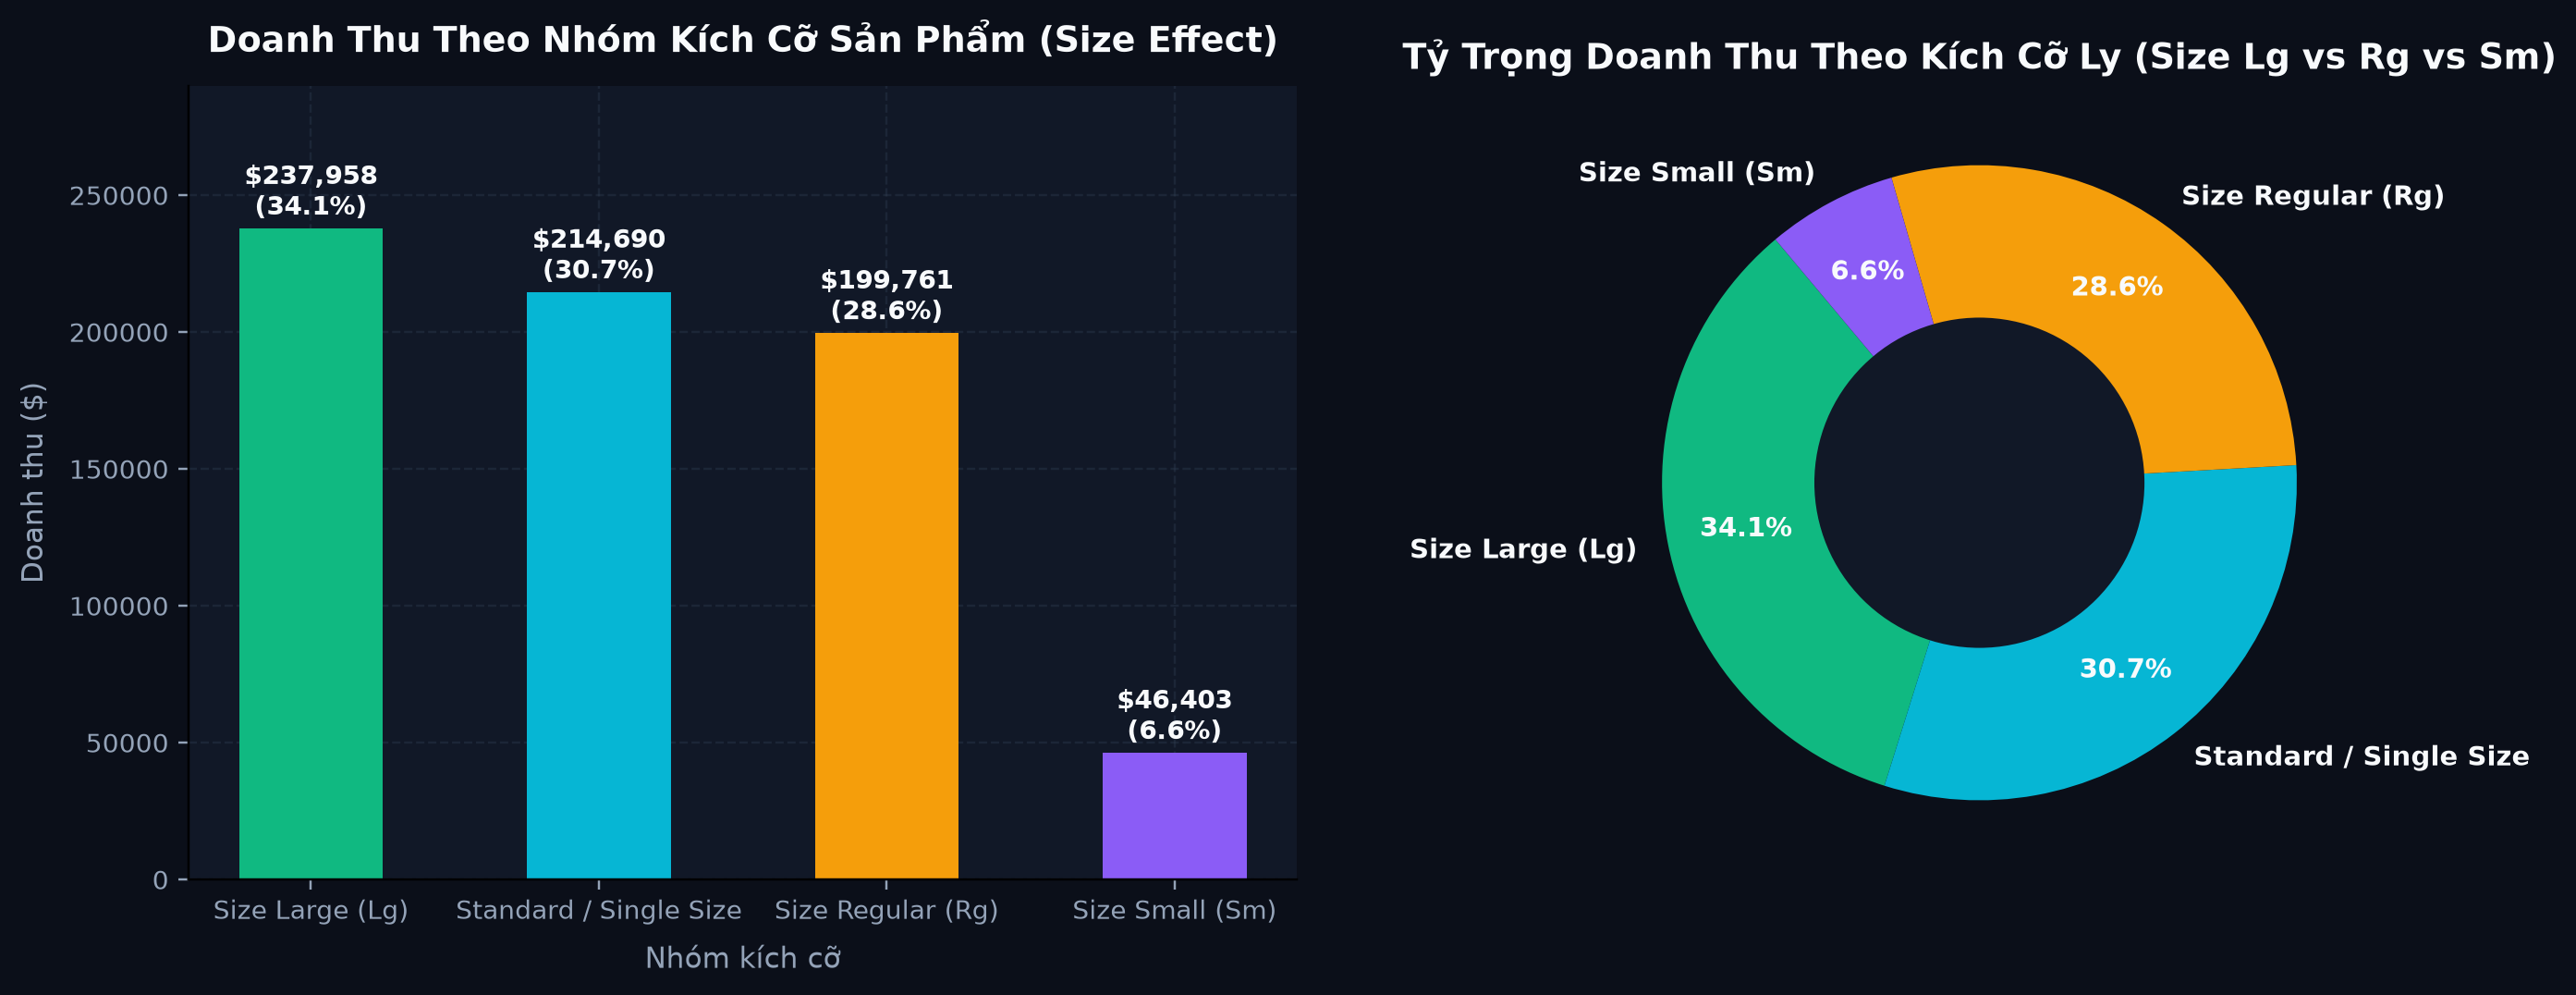 Doanh Thu Theo Nhóm Kích Cỡ Sản Phẩm (Size Effect)
Doanh thu ($)
250000
200000
150000
100000
50000
0
$237,958
(34.1%)
$214,690
(30.7%)
$199,761
(28.6%)
$46,403
(6.6%)
Size Large (Lg)
Standard / Single Size
Size Regular (Rg)
Size Small (Sm)
Nhóm kích cỡ
Tỷ Trọng Doanh Thu Theo Kích Cỡ Ly (Size Lg vs Rg vs Sm)
Size Small (Sm)
Size Regular (Rg)
6.6%
28.6%
34.1%
Size Large (Lg)
30.7%
Standard / Single Size